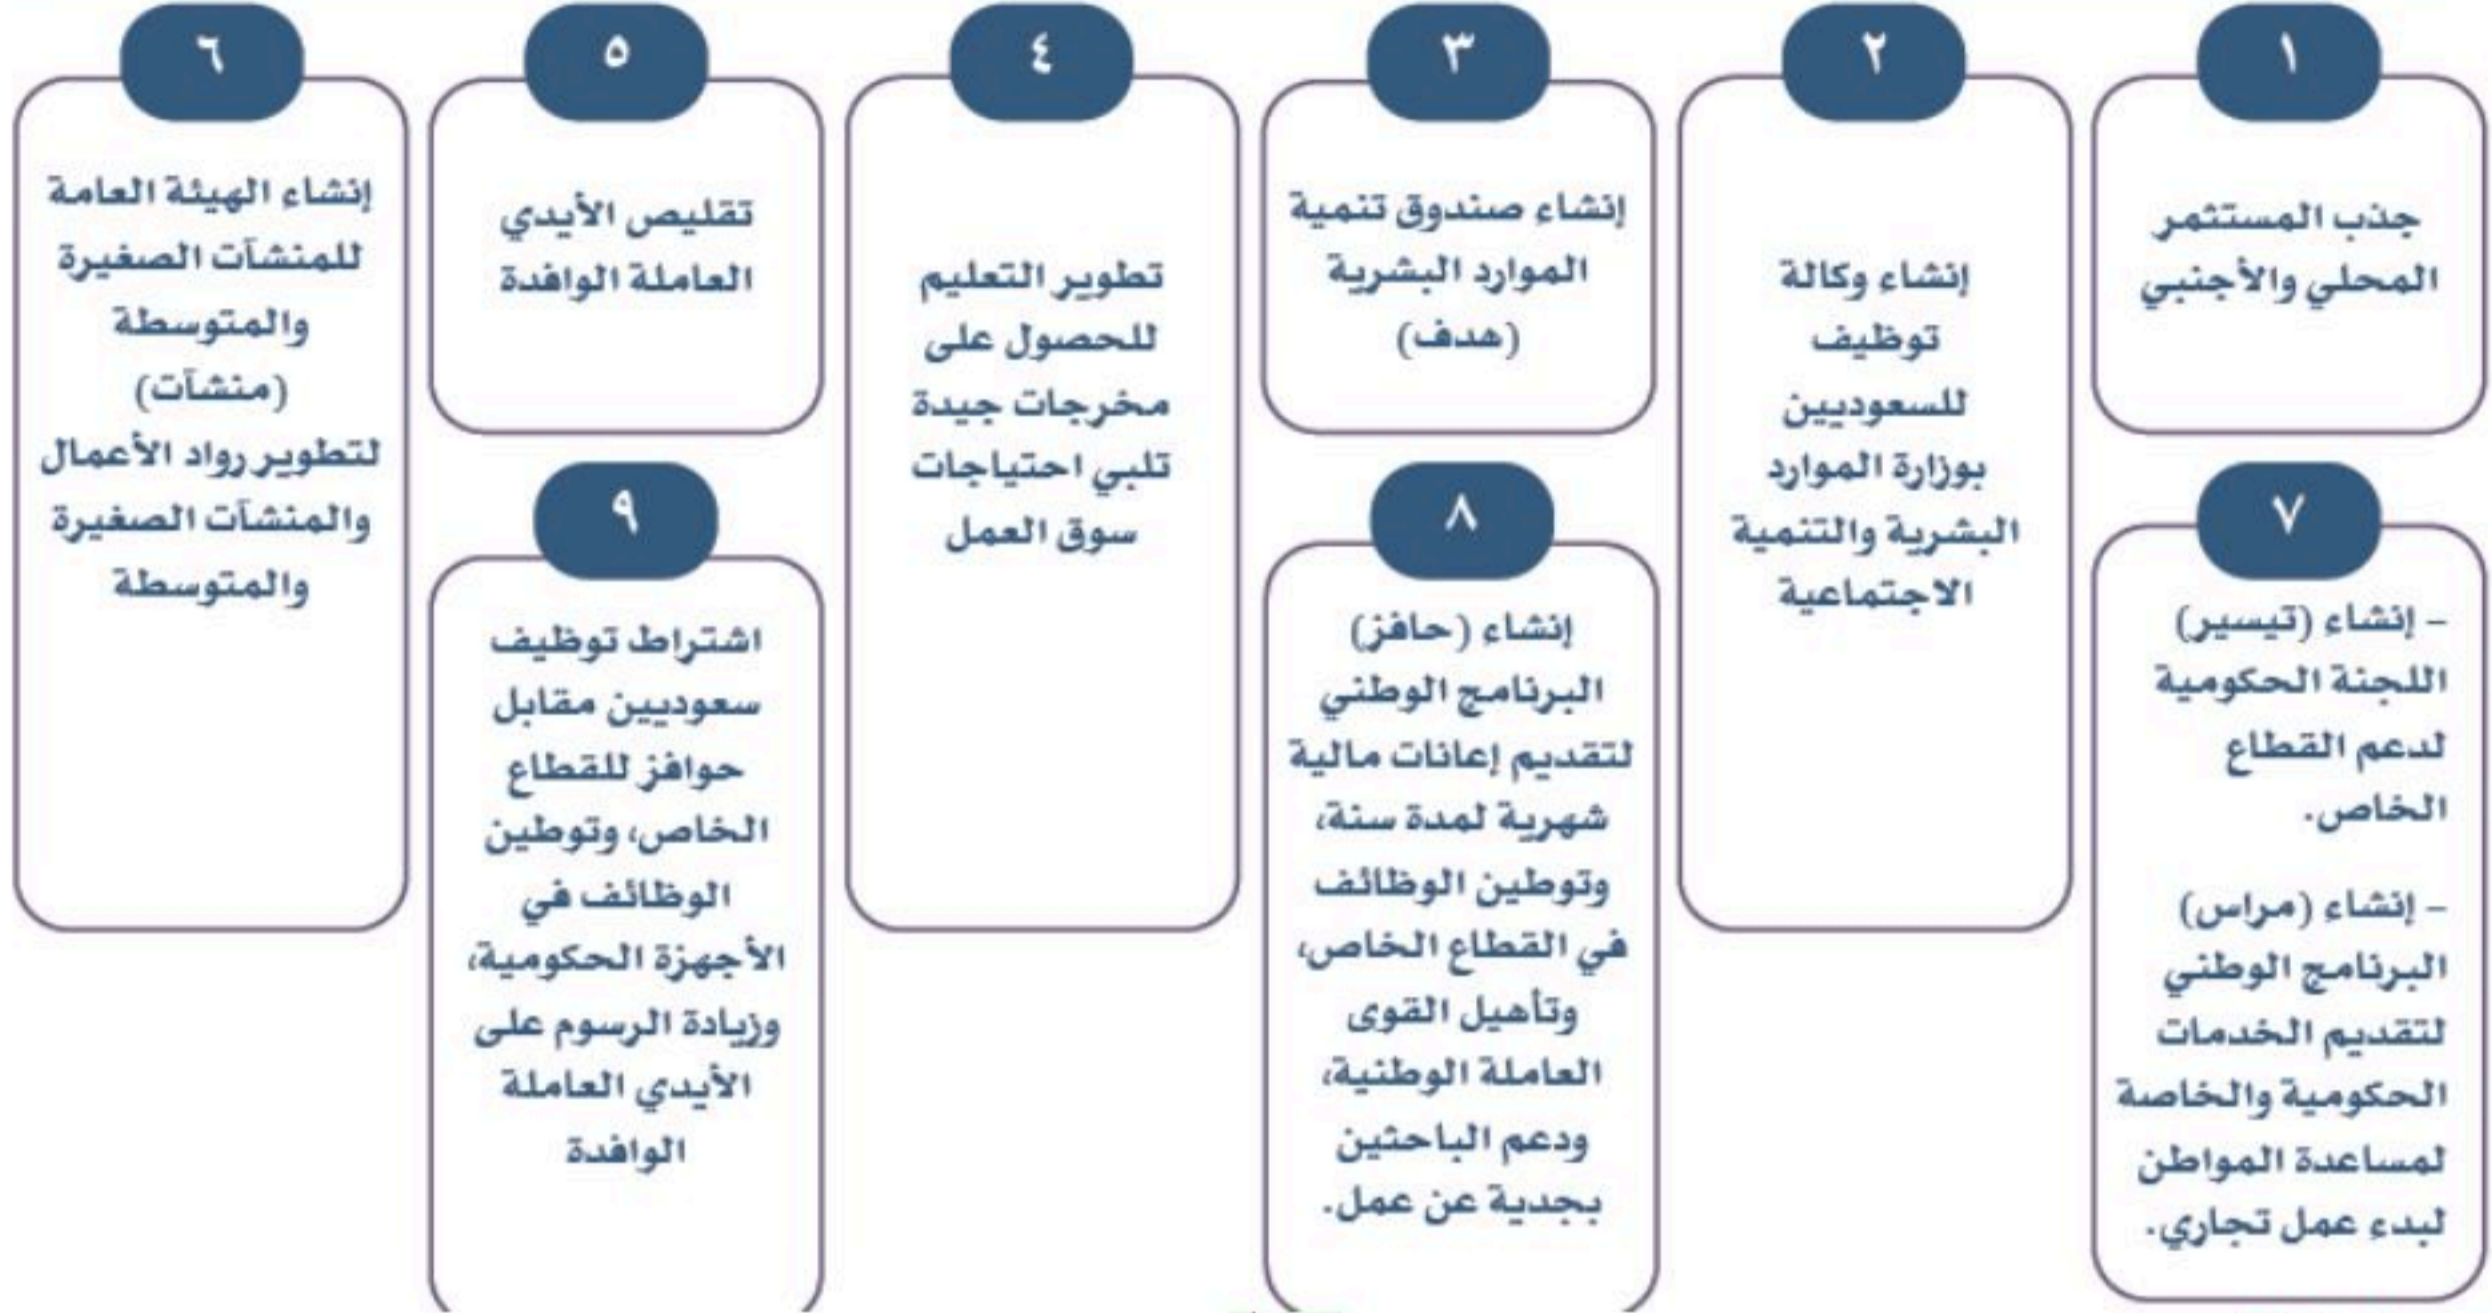 ١
جذب المستثمر
المحلي والأجنبي
٢
إنشاء وكالة
توظيف
للسعوديين
بوزارة الموارد
البشرية والتنمية
الاجتماعية
٣
إنشاء صندوق تنمية
الموارد البشرية
(هدف)
٤
تطوير التعليم
للحصول على
مخرجات جيدة
تلبي احتياجات
سوق العمل
٥
تقليص الأيدي
العاملة الوافدة
٦
إنشاء الهيئة العامة
للمنشآت الصغيرة
والمتوسطة
(منشآت)
لتطوير رواد الأعمال
والمنشآت الصغيرة
والمتوسطة
٧
– إنشاء (تيسير)
اللجنة الحكومية
لدعم القطاع
الخاص.
– إنشاء (مراس)
البرنامج الوطني
لتقديم الخدمات
الحكومية والخاصة
لمساعدة المواطن
لبدء عمل تجاري.
٨
إنشاء (حافز)
البرنامج الوطني
لتقديم إعانات مالية
شهرية لمدة سنة،
وتوطين الوظائف
في القطاع الخاص،
وتأهيل القوى
العاملة الوطنية،
ودعم الباحثين
بجدية عن عمل.
٩
اشتراط توظيف
سعوديين مقابل
حوافز للقطاع
الخاص، وتوطين
الوظائف في
الأجهزة الحكومية،
وزيادة الرسوم على
الأيدي العاملة
الوافدة